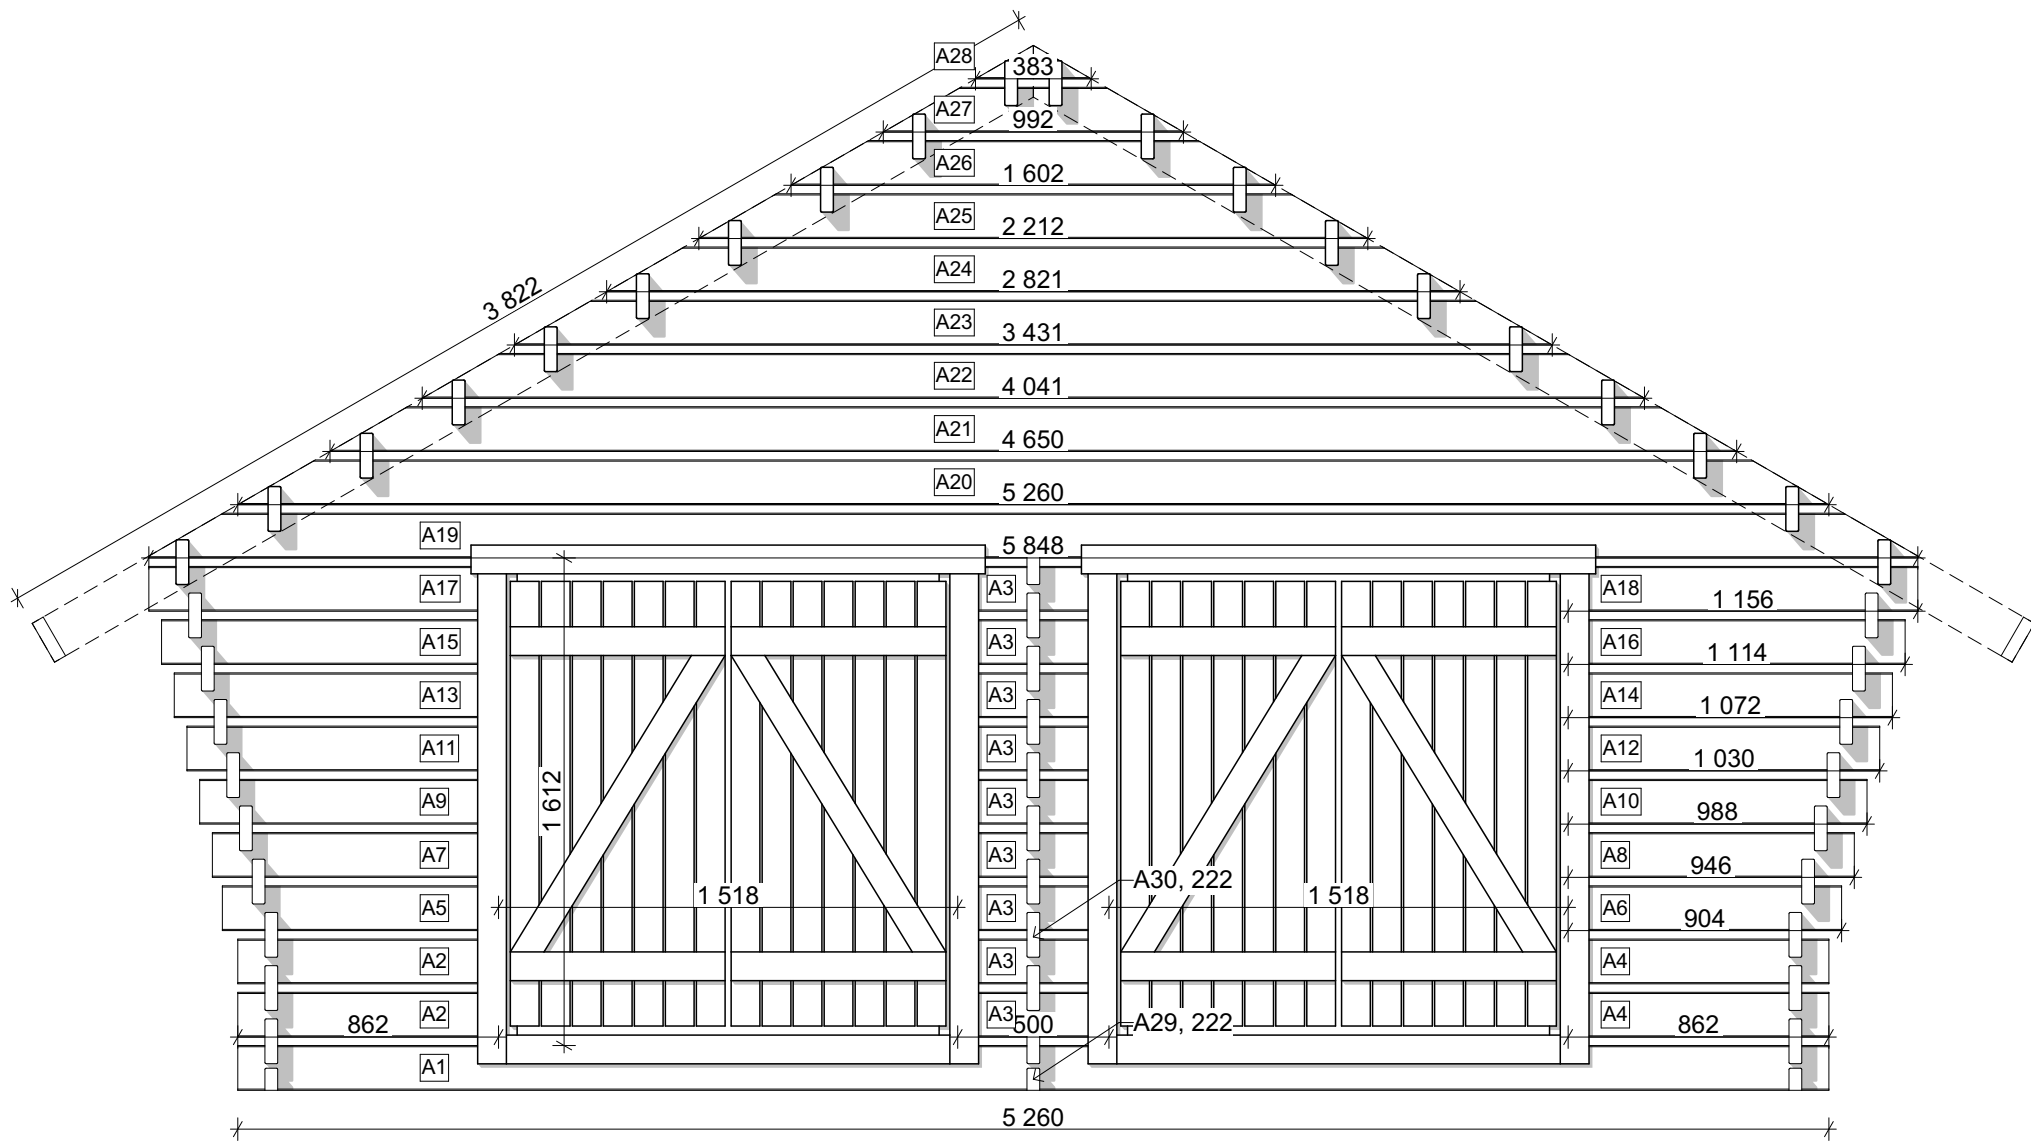 A28
383
A27
992
A26
1 602
A25
2 212
A24
2 821
3 822
A23
3 431
A22
4 041
A21
4 650
A20
5 260
A19
5 848
A17 A3 A18
1 156
A15 A3 A16
1 114
A13 A3 A14
1 072
A11 A3 A12
1 030
1 612
A9 A3 A10
988
A7 A3 A8
946
A30, 222
1 518 1 518
A5 A3 A6
904
A2 A3 A4
A2 A3 A4
862 500 A29, 222 862
A1
5 260